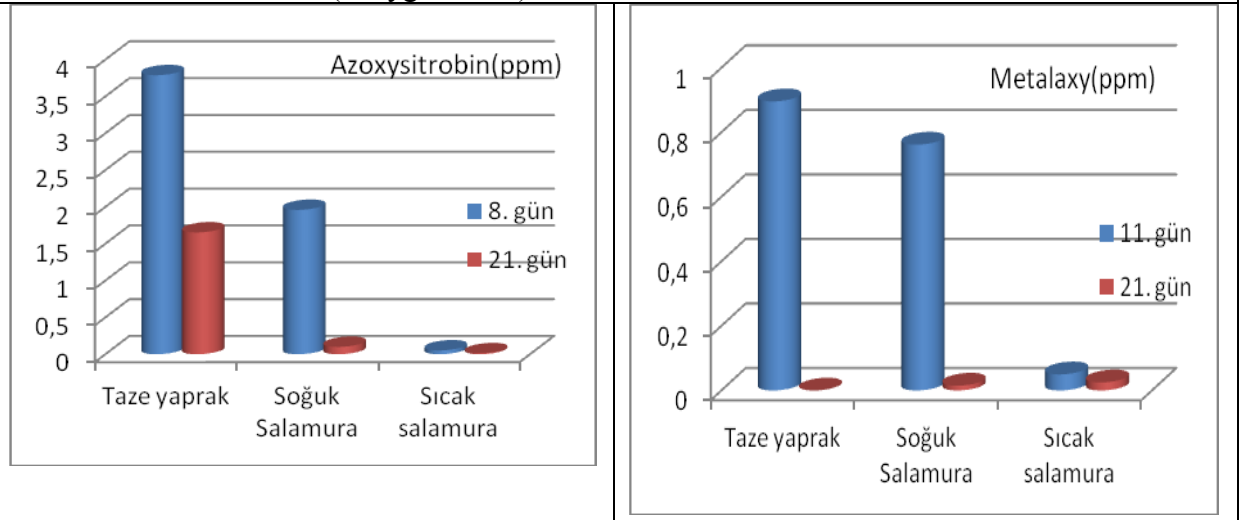 Azoxysitrobin(ppm)
4
3,5
3
2,5
2
1,5
1
0,5
0
8. gün
21. gün
Taze yaprak
Soğuk
Salamura
Sıcak
salamura
Metalaxy(ppm)
1
0,8
0,6
0,4
0,2
0
11. gün
21. gün
Taze yaprak
Soğuk
Salamura
Sıcak
salamura